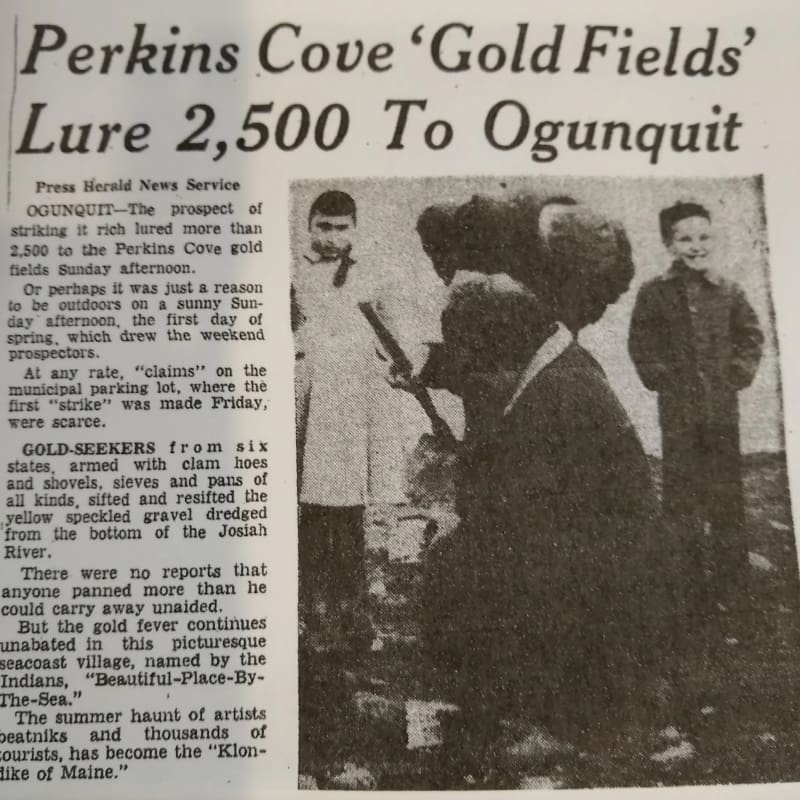 Perkins Cove 'Gold Fields'
Lure 2,500 To Ogunquit
Press Herald News Service
OGUNQUIT—The prospect of
striking it rich lured more than
2,500 to the Perkins Cove gold
fields Sunday afternoon.
Or perhaps it was just a reason
to be outdoors on a sunny Sun-
day afternoon, the first day of
spring, which drew the weekend
prospectors.
At any rate, "claims" on the
municipal parking lot, where the
first "strike" was made Friday,
were scarce.
GOLD-SEEKERS from six
states, armed with clam hoes
and shovels, sieves and pans of
all kinds, sifted and resifted the
yellow speckled gravel dredged
from the bottom of the Josiah
River.
There were no reports that
anyone panned more than he
could carry away unaided.
But the gold fever continues
unabated in this picturesque
seacoast village, named by the
Indians, "Beautiful-Place-By-
The-Sea."
The summer haunt of artists
beatniks and thousands of
tourists, has become the "Klon-
dike of Maine."